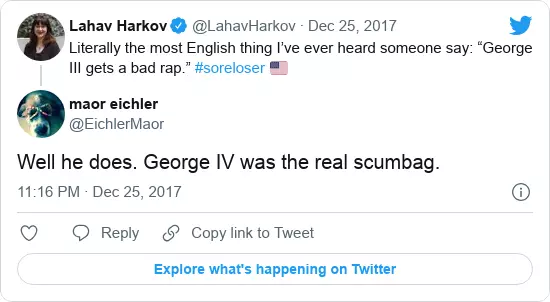 Lahav Harkov @LahavHarkov · Dec 25, 2017
Literally the most English thing I’ve ever heard someone say: “George
III gets a bad rap.” #soreloser 🇺🇸
maor eichler
@EichlerMaor
Well he does. George IV was the real scumbag.
11:16 PM · Dec 25, 2017
Reply Copy link to Tweet
Explore what's happening on Twitter